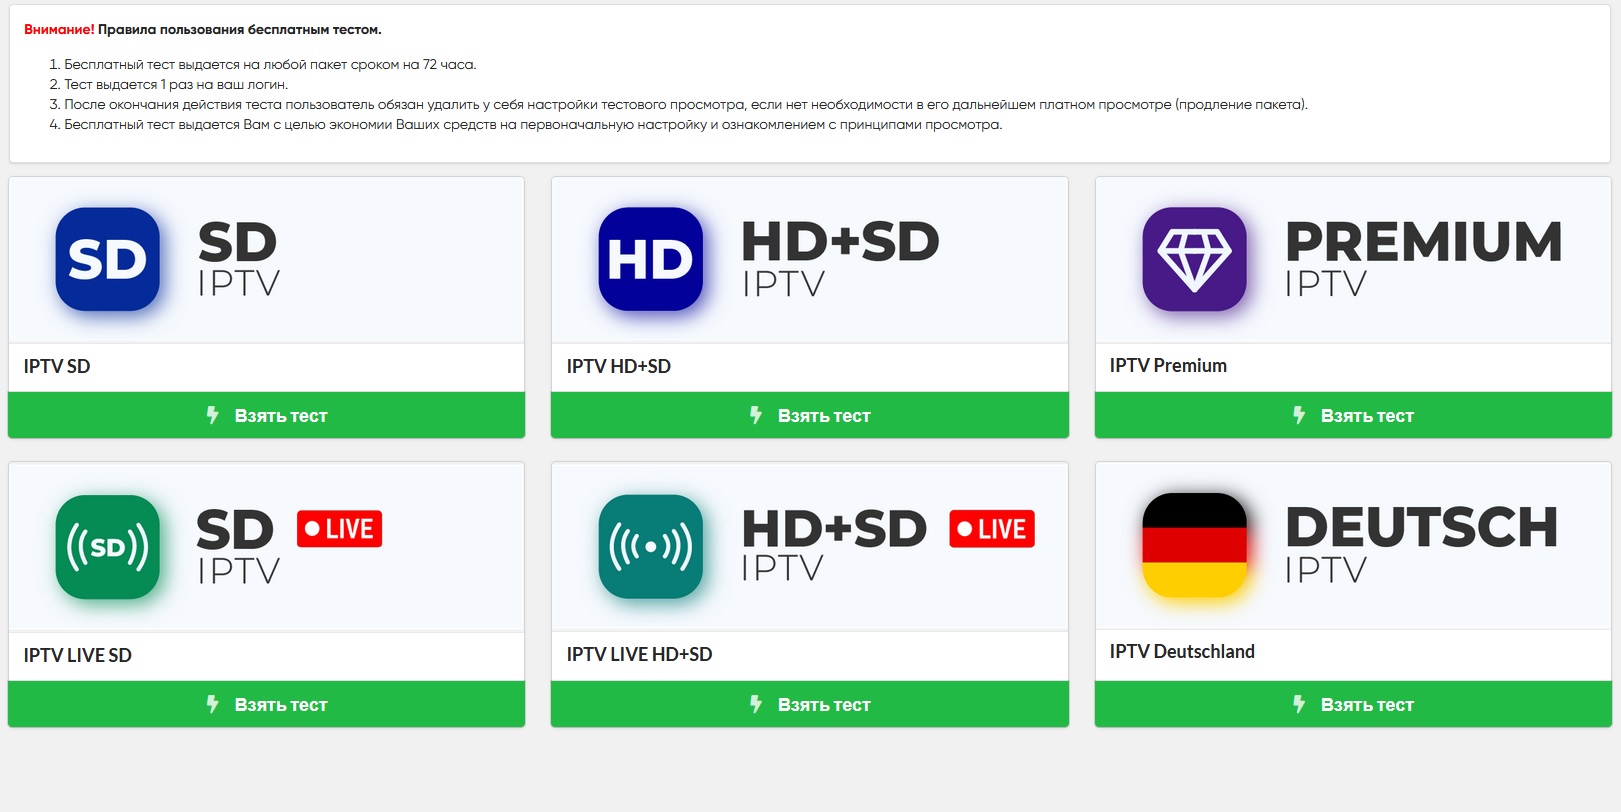 Внимание! Правила пользования бесплатным тестом.
1. Бесплатный тест выдается на любой пакет сроком на 72 часа.
2. Тест выдается 1 раз на ваш логин.
3. После окончания действия теста пользователь обязан удалить у себя настройки тестового просмотра, если нет необходимости в его дальнейшем платном просмотре (продление пакета).
4. Бесплатный тест выдается Вам с целью экономии Ваших средств на первоначальную настройку и ознакомлением с принципами просмотра.
SD
SD
IPTV
IPTV SD
Взять тест
HD
HD+SD
IPTV
IPTV HD+SD
Взять тест
PREMIUM
IPTV
IPTV Premium
Взять тест
SD
SD LIVE
IPTV
IPTV LIVE SD
Взять тест
HD+SD LIVE
IPTV
IPTV LIVE HD+SD
Взять тест
DEUTSCH
IPTV
IPTV Deutschland
Взять тест